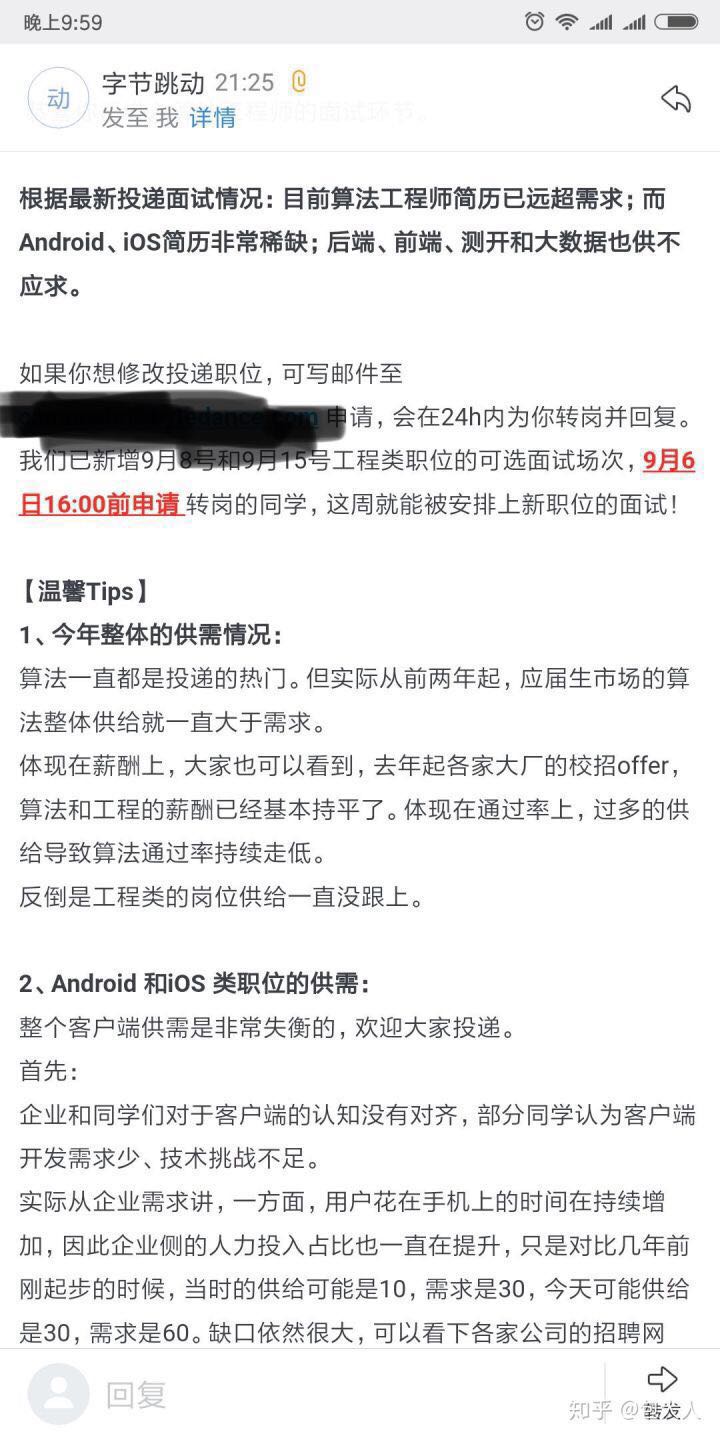 晚上9:59
动
字节跳动 21:25
发至 我 详情
根据最新投递面试情况：目前算法工程师简历已远超需求；而
Android、iOS简历非常稀缺；后端、前端、测开和大数据也供不
应求。
如果你想修改投递职位，可写邮件至
申请，会在24h内为你转岗并回复。
我们已新增9月8号和9月15号工程类职位的可选面试场次，9月6
日16:00前申请 转岗的同学，这周就能被安排上新职位的面试！
【温馨Tips】
1、今年整体的供需情况：
算法一直都是投递的热门。但实际从前两年起，应届生市场的算
法整体供给就一直大于需求。
体现在薪酬上，大家也可以看到，去年起各家大厂的校招offer，
算法和工程的薪酬已经基本持平了。体现在通过率上，过多的供
给导致算法通过率持续走低。
反倒是工程类的岗位供给一直没跟上。
2、Android 和iOS 类职位的供需：
整个客户端供需是非常失衡的，欢迎大家投递。
首先：
企业和同学们对于客户端的认知没有对齐，部分同学认为客户端
开发需求少、技术挑战不足。
实际从企业需求讲，一方面，用户花在手机上的时间在持续增
加，因此企业侧的人力投入占比也一直在提升，只是对比几年前
刚起步的时候，当时的供给可能是10，需求是30，今天可能供给
是30，需求是60。缺口依然很大，可以看下各家公司的招聘网
回复
转发
知乎